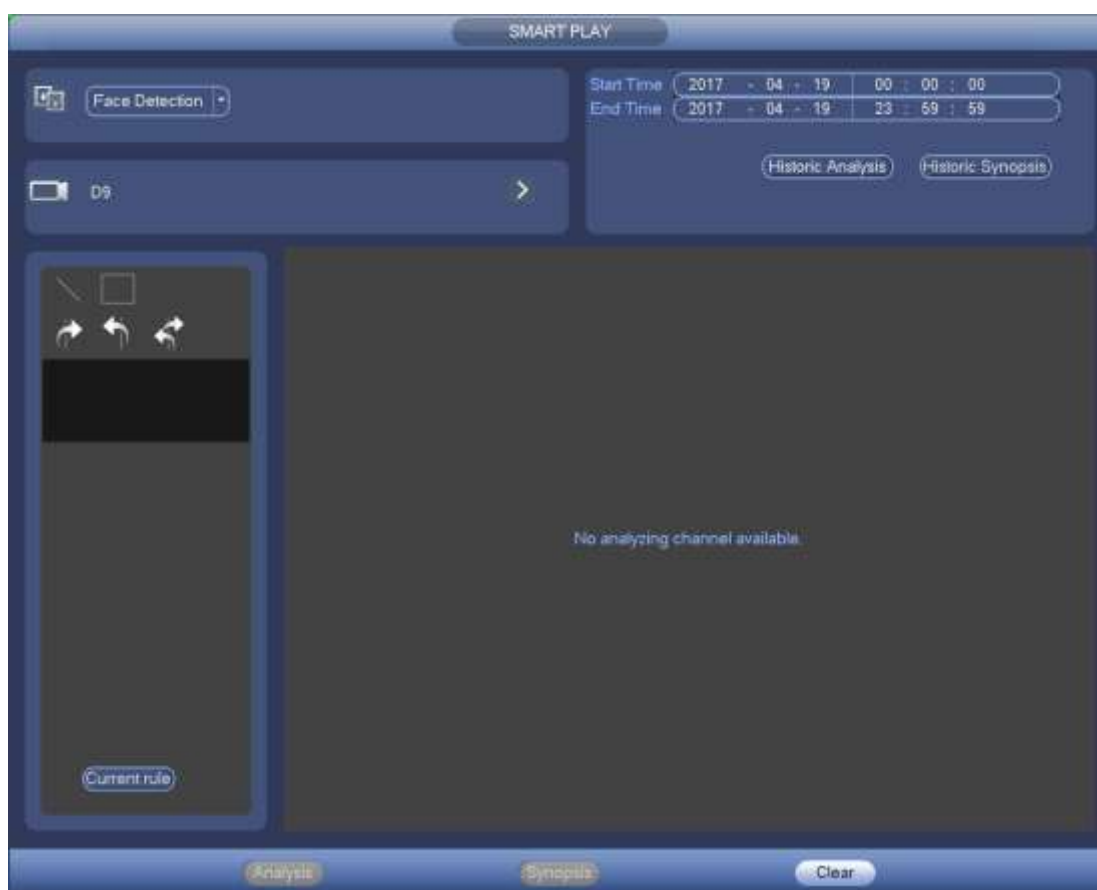 SMART PLAY
Face Detection
Start Time 2017 - 04 - 19 00 : 00 : 00
End Time 2017 - 04 - 19 23 : 59 : 59
Historic Analysis Historic Synopsis
D9
No analyzing channel available.
Current rule
Analysis Synopsis Clear